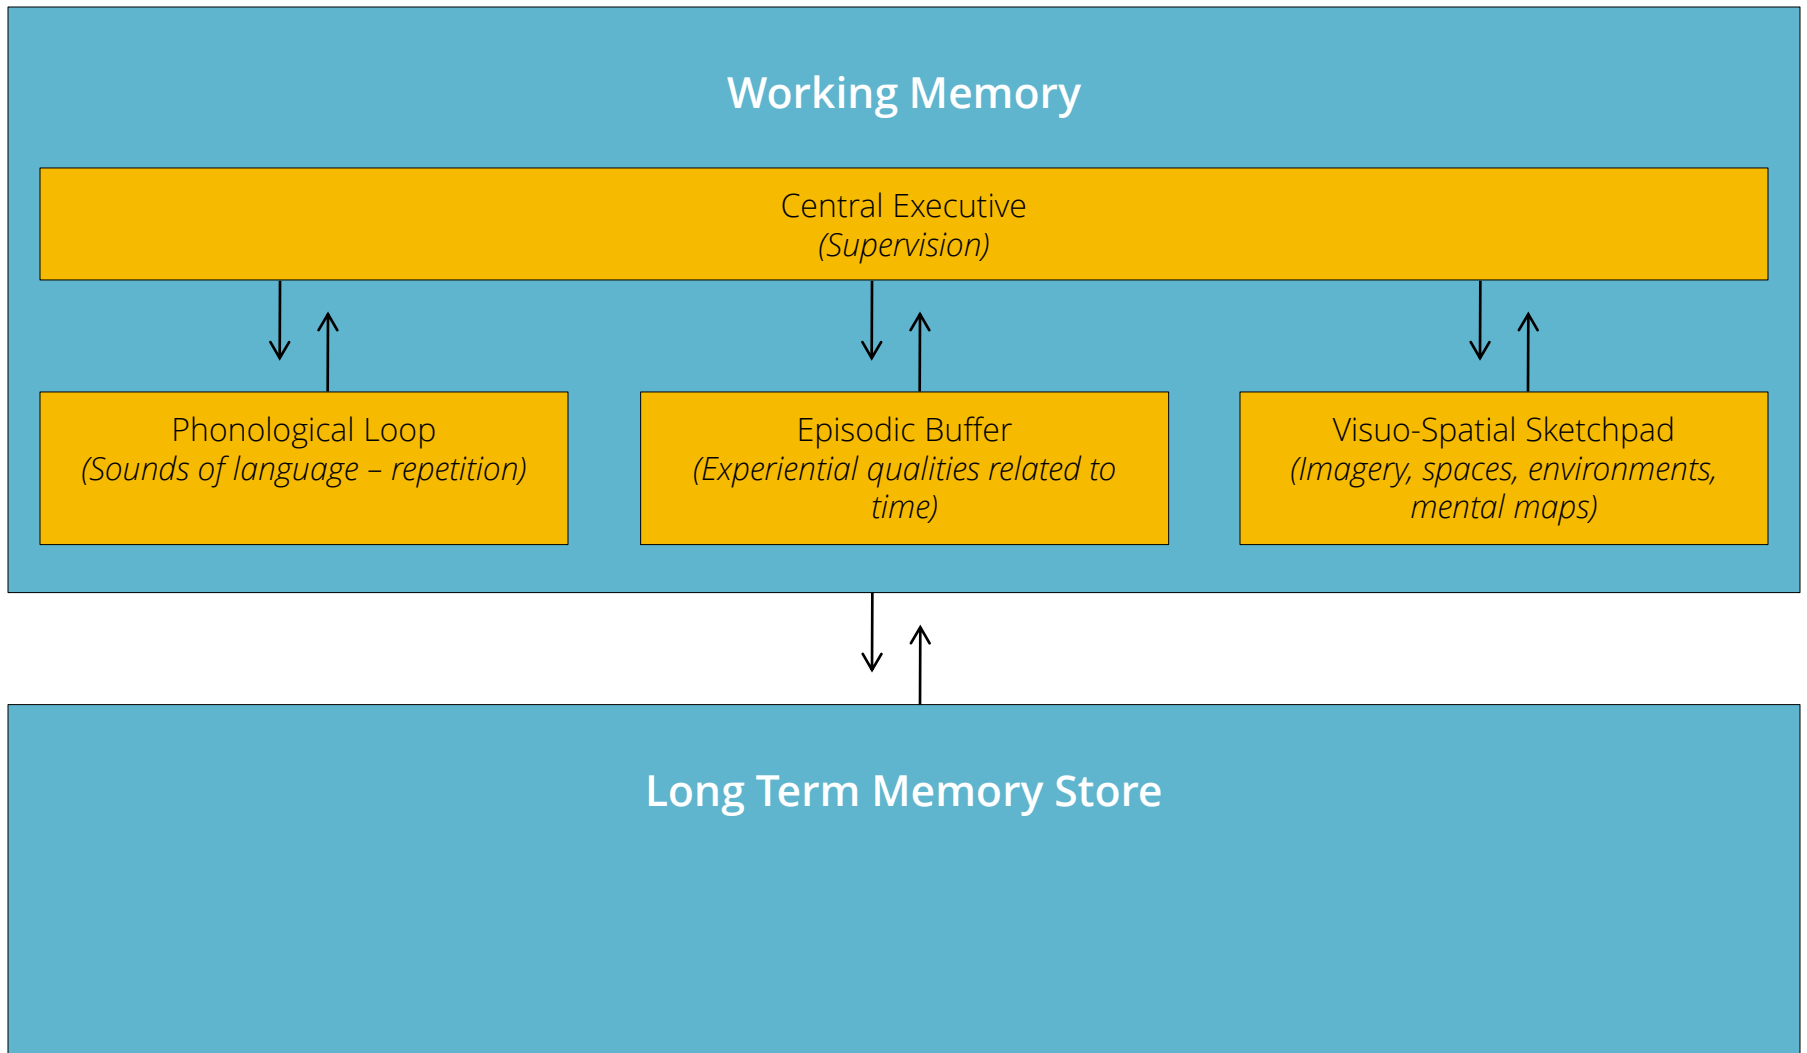 Working Memory
Central Executive
(Supervision)
Phonological Loop
(Sounds of language – repetition)
Episodic Buffer
(Experiential qualities related to
time)
Visuo-Spatial Sketchpad
(Imagery, spaces, environments,
mental maps)
Long Term Memory Store